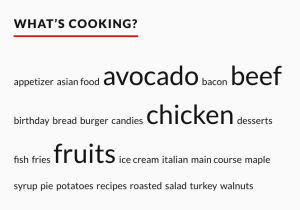 WHAT'S COOKING?
appetizer asian food avocado bacon beef
birthday bread burger candies chicken desserts
fish fries fruits ice cream italian main course maple
syrup pie potatoes recipes roasted salad turkey walnuts